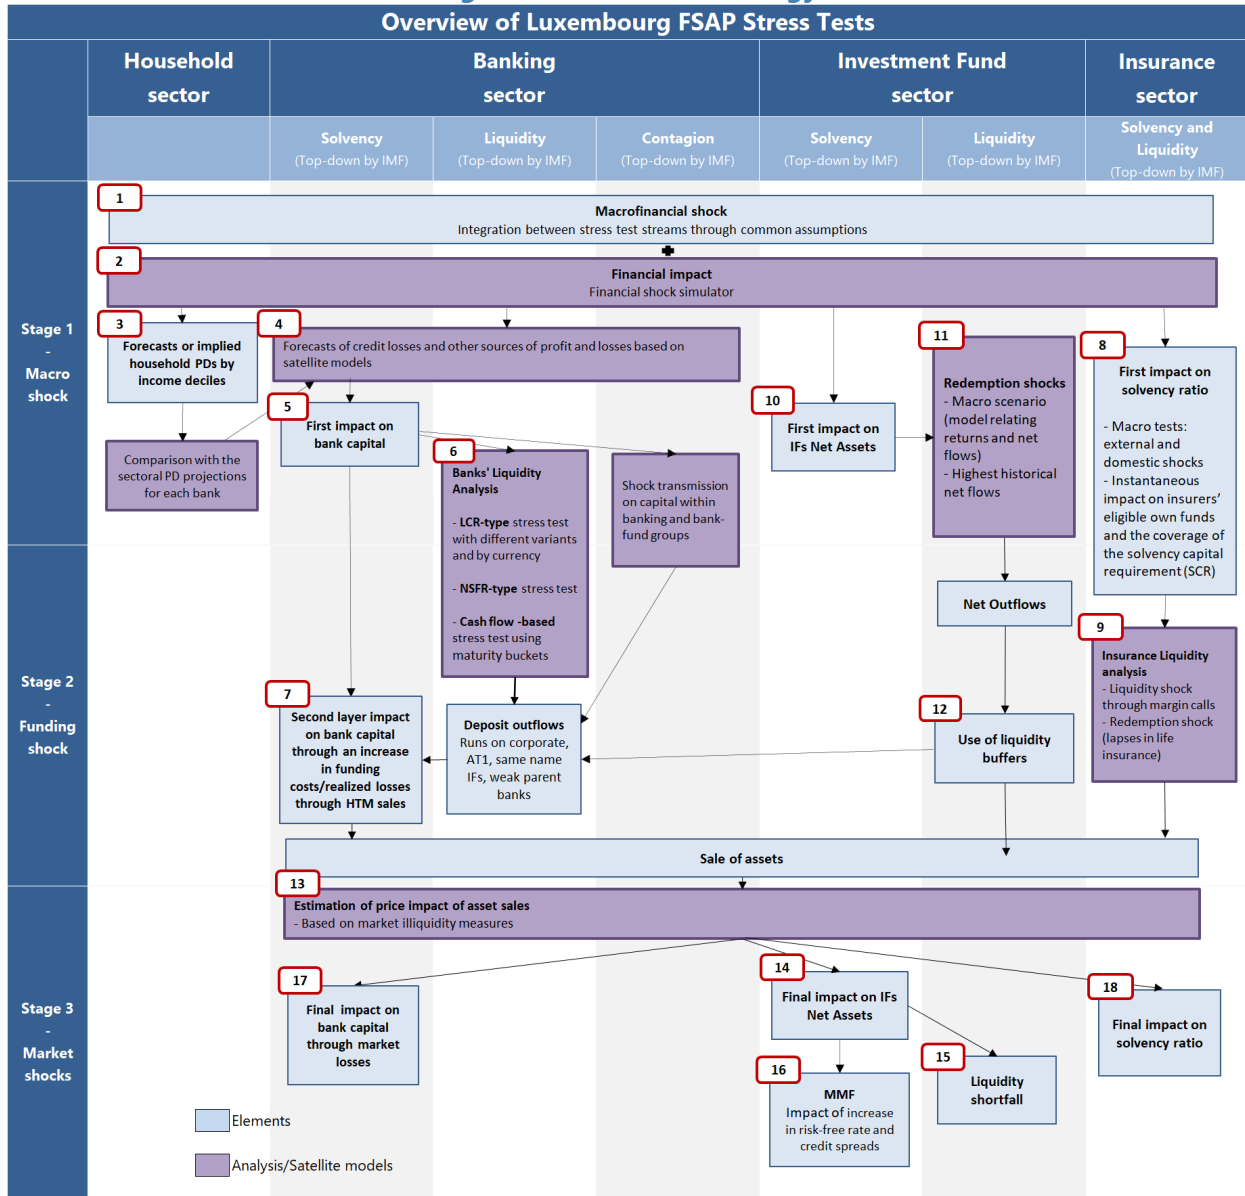 Overview of Luxembourg FSAP Stress Tests
Household
sector
Banking
sector
Investment Fund
sector
Insurance
sector
Solvency
(Top-down by IMF)
Liquidity
(Top-down by IMF)
Contagion
(Top-down by IMF)
Solvency
(Top-down by IMF)
Liquidity
(Top-down by IMF)
Solvency and
Liquidity
(Top-down by IMF)
Stage 1
-
Macro
shock
1
Macrofinancial shock
Integration between stress test streams through common assumptions
2
Financial impact
Financial shock simulator
3
Forecasts or implied
household PDs by
income deciles
Comparison with the
sectoral PD projections
for each bank
4
Forecasts of credit losses and other sources of profit and losses based on
satellite models
5
First impact on
bank capital
6
Banks' Liquidity
Analysis
- LCR-type stress test
with different variants
and by currency
- NSFR-type stress test
- Cash flow -based
stress test using
maturity buckets
Shock transmission
on capital within
banking and bank-
fund groups
10
First impact on
IFs Net Assets
11
Redemption shocks
- Macro scenario
(model relating
returns and net
flows)
- Highest historical
net flows
8
First impact on
solvency ratio
- Macro tests:
external and
domestic shocks
- Instantaneous
impact on insurers'
eligible own funds
and the coverage of
the solvency capital
requirement (SCR)
Stage 2
-
Funding
shock
Net Outflows
9
Insurance Liquidity
analysis
- Liquidity shock
through margin calls
- Redemption shock
(lapses in life
insurance)
7
Second layer impact
on bank capital
through an increase
in funding
costs/realized losses
through HTM sales
Deposit outflows
Runs on corporate,
AT1, same name
IFs, weak parent
banks
12
Use of liquidity
buffers
Sale of assets
Stage 3
-
Market
shocks
13
Estimation of price impact of asset sales
- Based on market illiquidity measures
17
Final impact on
bank capital
through market
losses
14
Final impact on IFs
Net Assets
18
Final impact on
solvency ratio
15
Liquidity
shortfall
16
MMF
Impact of increase
in risk-free rate and
credit spreads
Elements
Analysis/Satellite models